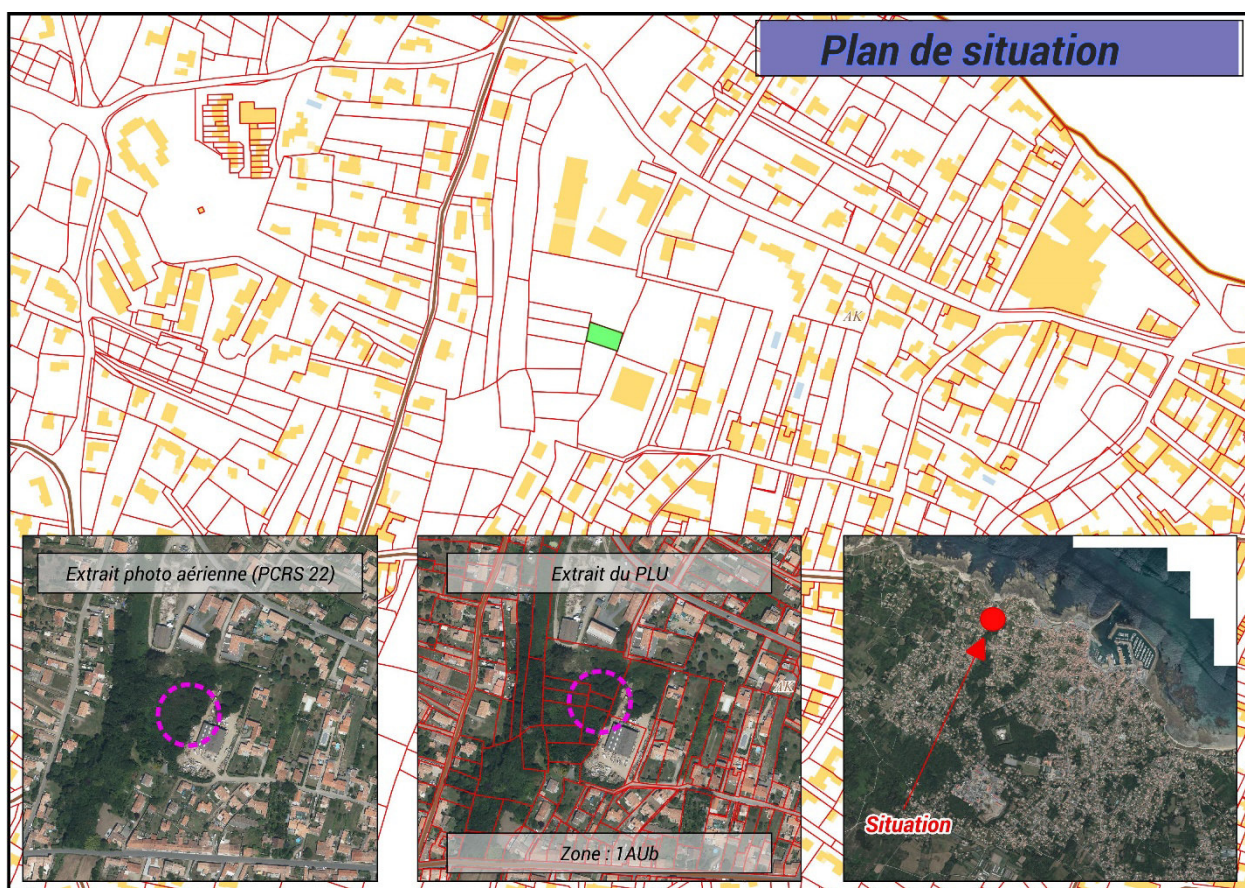 Plan de situation
AK
Extrait photo aérienne (PCRS 22)
Extrait du PLU
AK
Zone : 1AUb
Situation